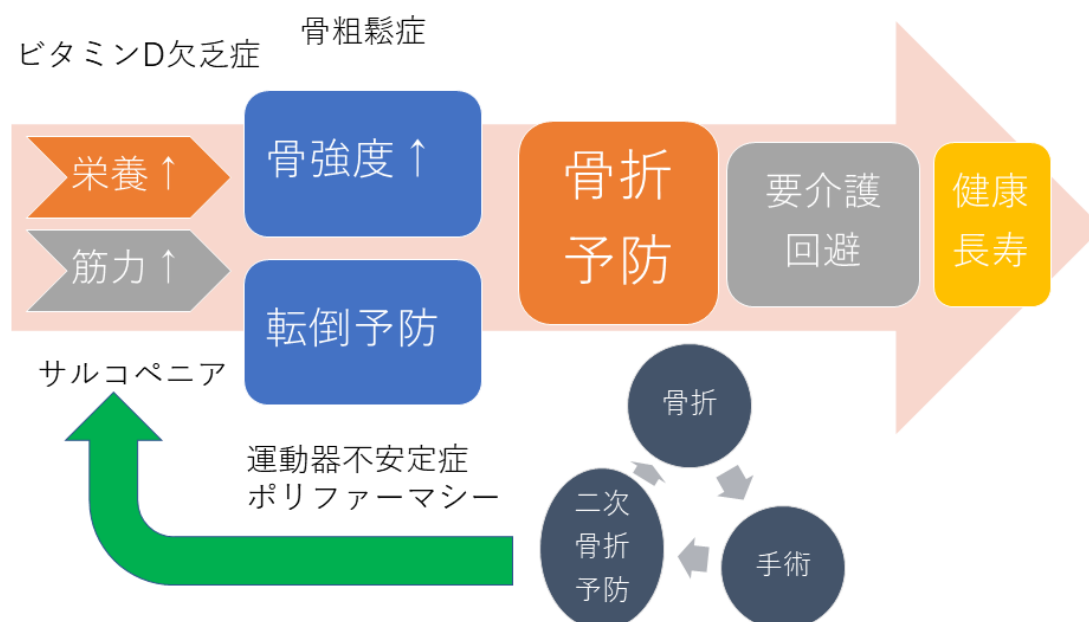 ビタミンD欠乏症
骨粗鬆症
栄養↑
筋力↑
骨強度↑
転倒予防
骨折
予防
要介護
回避
健康
長寿
サルコペニア
運動器不安定症
ポリファーマシー
骨折
手術
二次
骨折
予防